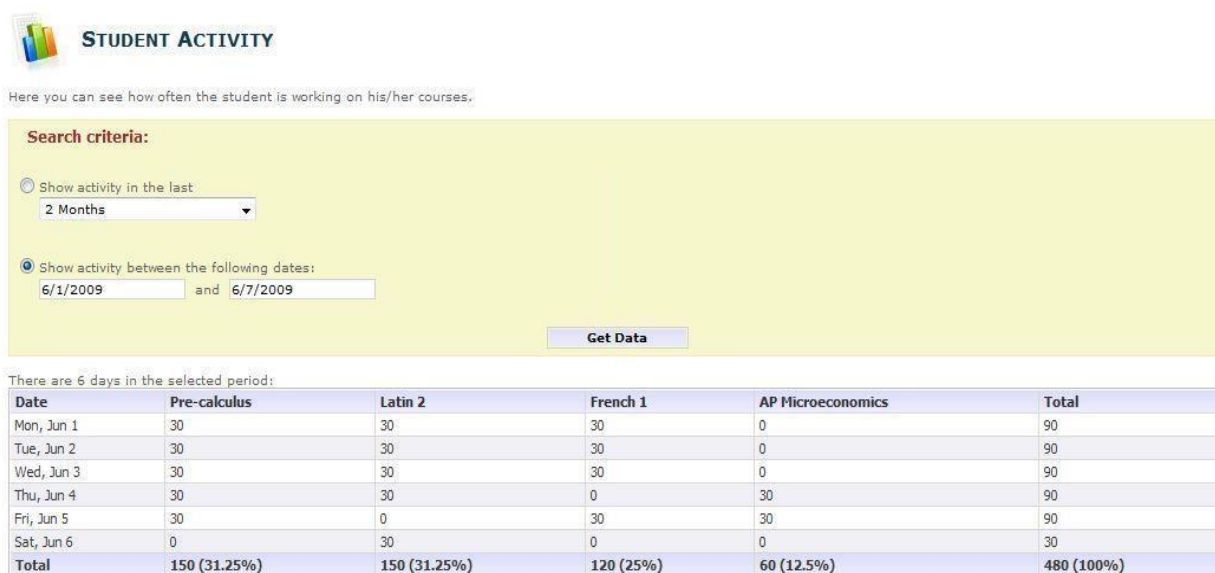 STUDENT ACTIVITY
Here you can see how often the student is working on his/her courses.
Search criteria:
Show activity in the last
2 Months
Show activity between the following dates:
6/1/2009 and 6/7/2009
Get Data
There are 6 days in the selected period:
Date Pre-calculus Latin 2 French 1 AP Microeconomics Total
Mon, Jun 1 30 30 30 0 90
Tue, Jun 2 30 30 30 0 90
Wed, Jun 3 30 30 30 0 90
Thu, Jun 4 30 30 0 30 90
Fri, Jun 5 30 0 30 30 90
Sat, Jun 6 0 30 0 0 30
Total 150 (31.25%) 150 (31.25%) 120 (25%) 60 (12.5%) 480 (100%)